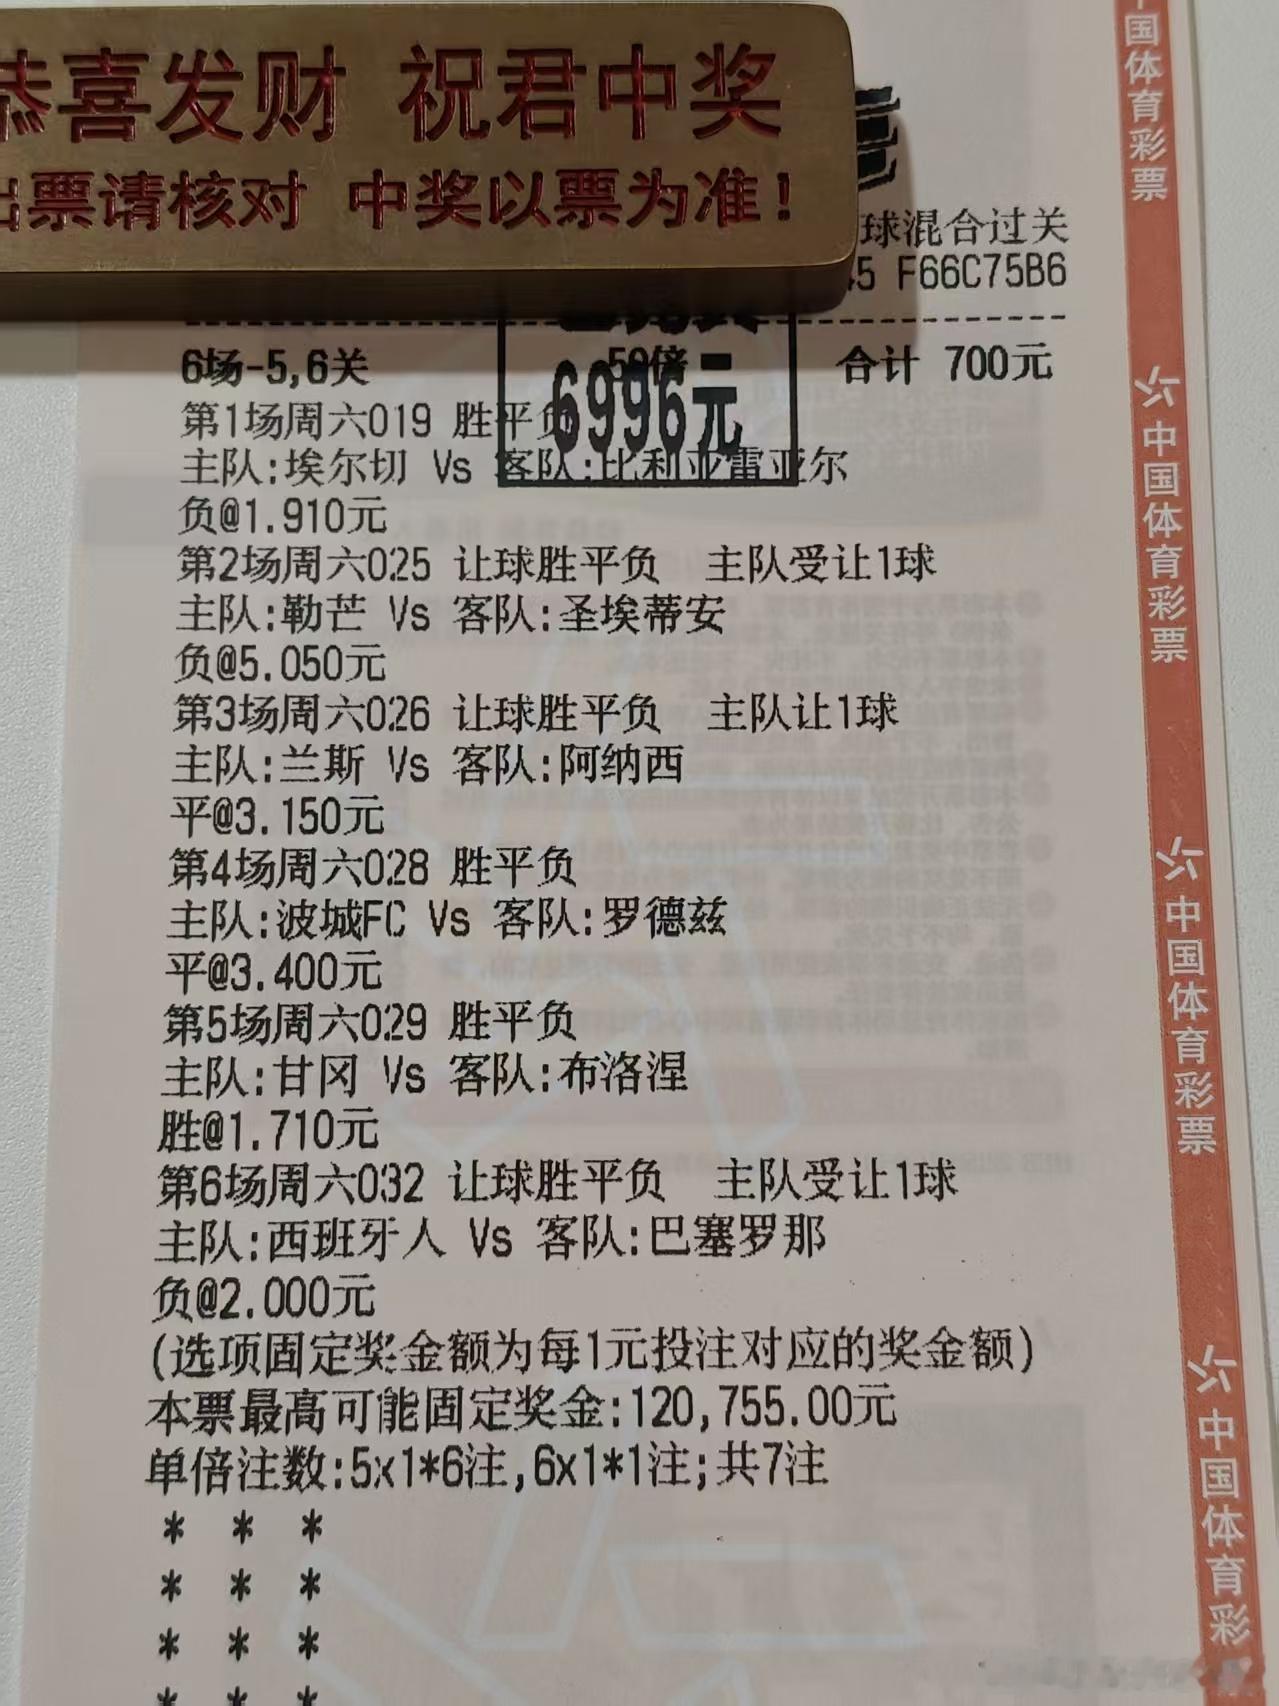 恭喜发财 祝君中奖
出票请核对 中奖以票为准！
球混合过关
45 F66C75B6
6场-5,6关 50倍 合计 700元
6996元
第1场周六019 胜平负
主队:埃尔切 Vs 客队:比利亚雷亚尔
负@1.910元
第2场周六025 让球胜平负 主队受让1球
主队:勒芒 Vs 客队:圣埃蒂安
负@5.050元
第3场周六026 让球胜平负 主队让1球
主队:兰斯 Vs 客队:阿纳西
平@3.150元
第4场周六028 胜平负
主队:波城FC Vs 客队:罗德兹
平@3.400元
第5场周六029 胜平负
主队:甘冈 Vs 客队:布洛涅
胜@1.710元
第6场周六032 让球胜平负 主队受让1球
主队:西班牙人 Vs 客队:巴塞罗那
负@2.000元
(选项固定奖金额为每1元投注对应的奖金额)
本票最高可能固定奖金:120,755.00元
单倍注数:5x1*6注,6x1*1注;共7注
* * *
* * *
* * *
* * *
中国体育彩票
中国体育彩票
中国体育彩票
中国体育彩